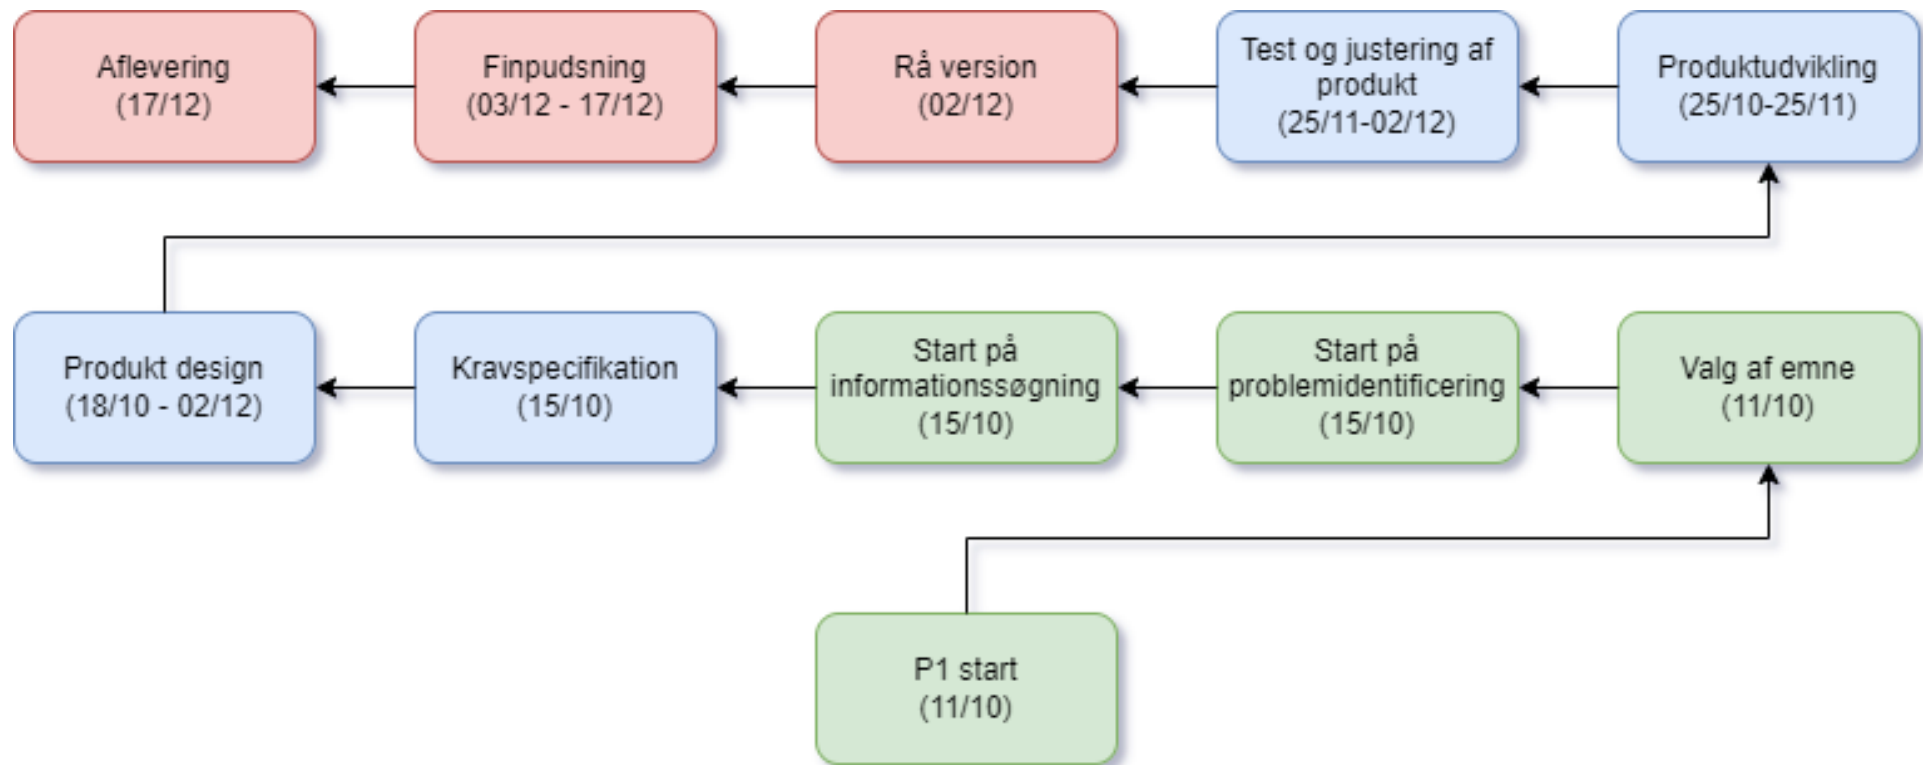 Aflevering
(17/12)
Finpudsning
(03/12 - 17/12)
Rå version
(02/12)
Test og justering af
produkt
(25/11-02/12)
Produktudvikling
(25/10-25/11)
Produkt design
(18/10 - 02/12)
Kravspecifikation
(15/10)
Start på
informationssøgning
(15/10)
Start på
problemidentificering
(15/10)
Valg af emne
(11/10)
P1 start
(11/10)